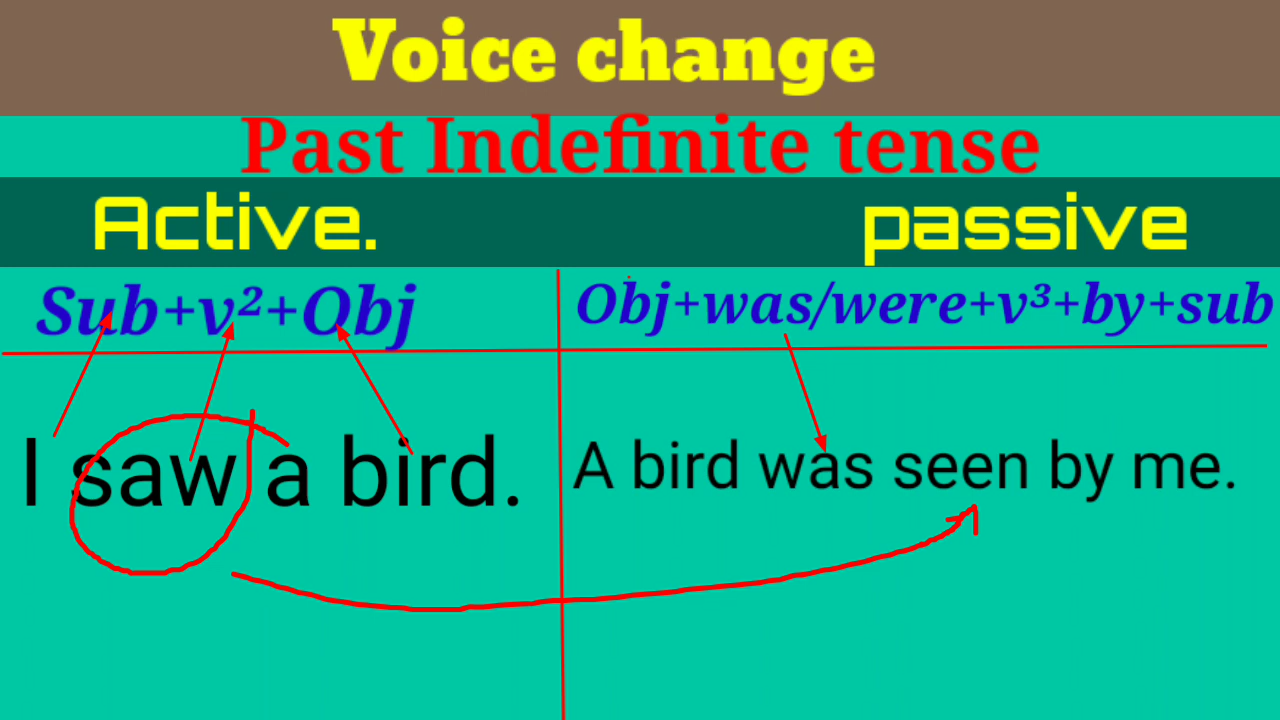 Voice change
Past Indefinite tense
Active.
passive
Sub+v²+Obj
Obj+was/were+v³+by+sub
I saw a bird.
A bird was seen by me.